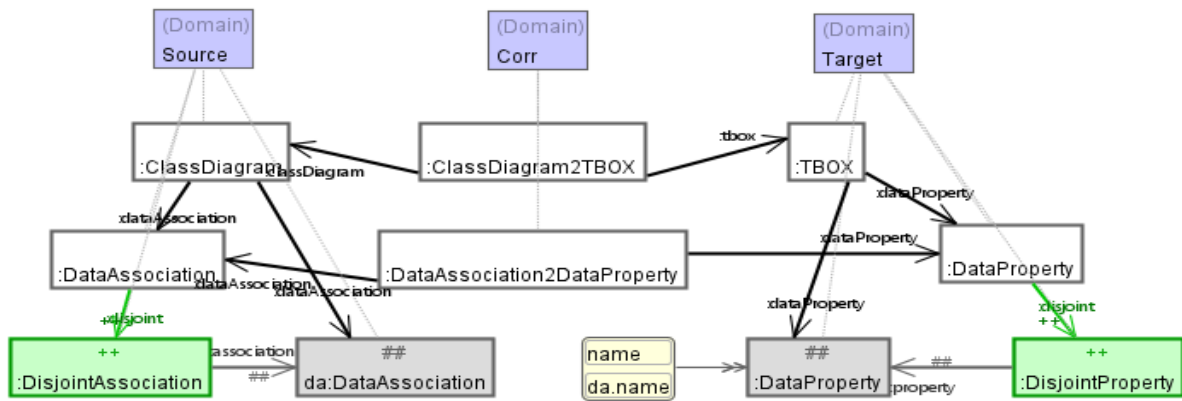 (Domain)
Source
(Domain)
Corr
(Domain)
Target
:ClassDiagram
:classDiagram
:ClassDiagram2TBOX
:tbox
:TBOX
:dataAssociation
:dataProperty
:DataAssociation
:dataAssociation
:dataAssociation
:DataAssociation2DataProperty
:dataProperty
:DataProperty
:dataProperty
:disjoint
++
:disjoint
++
++
:DisjointAssociation
:association
##
##
da:DataAssociation
name
da.name
##
:DataProperty
##
:property
++
:DisjointProperty